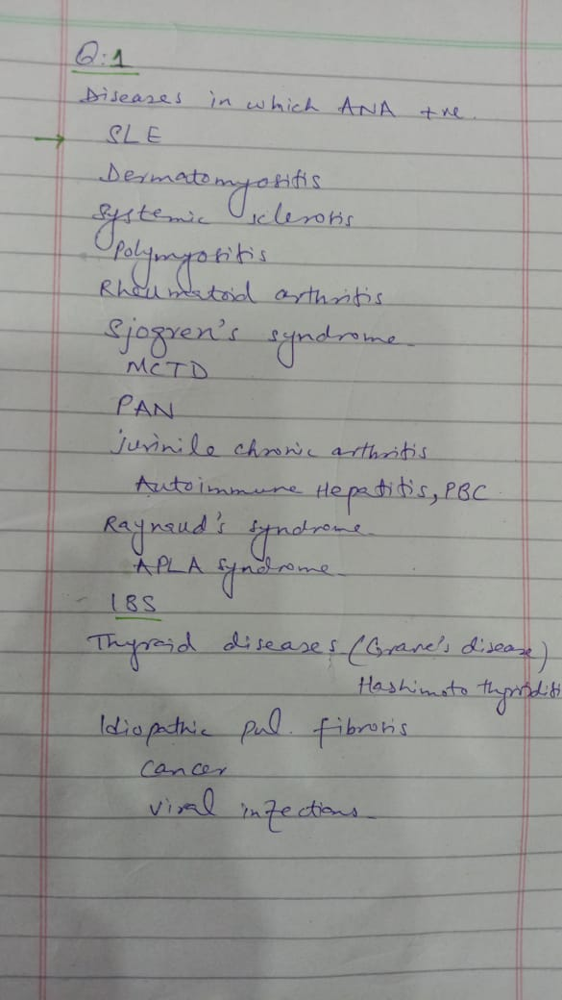 Q:1
Diseases in which ANA +ve.
→ SLE
Dermatomyositis
Systemic sclerosis
Polymyositis
Rheumatoid arthritis
Sjogren's syndrome
MCTD
PAN
jurinile chronic arthritis
Autoimmune Hepatitis, PBC
Raynaud's syndrome
APLA syndrome
IBS
Thyroid diseases (Grave's disease)
Hashimoto thyroiditi
Idiopathic pul. fibrosis
Cancer
viral infections